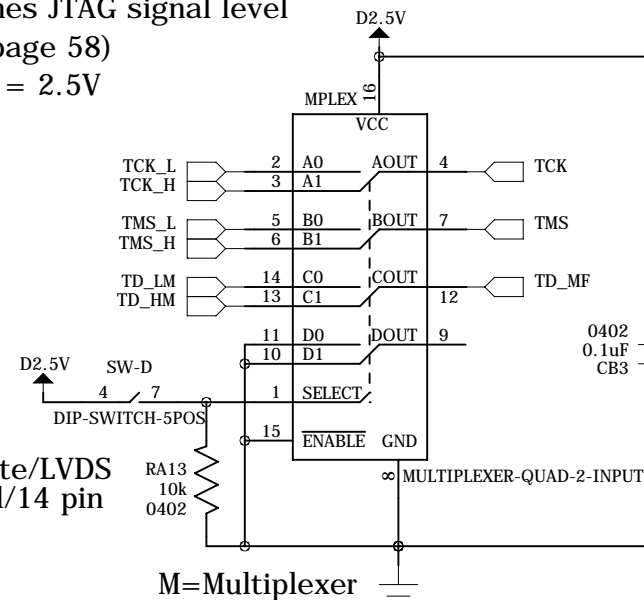 nes JTAG signal level
page 58)
= 2.5V
D2.5V
MPLEX 16
VCC
TCK_L 2 A0 AOUT 4 TCK
TCK_H 3 A1
TMS_L 5 B0 BOUT 7 TMS
TMS_H 6 B1
TD_LM 14 C0 COUT TD_MF
TD_HM 13 C1 12
11 D0 DOUT 9
10 D1
0402
0.1uF
CB3
D2.5V SW-D
4 7 1 SELECT
DIP-SWITCH-5POS
15 ENABLE GND
te/LVDS
l/14 pin
RA13
10k
0402
8 MULTIPLEXER-QUAD-2-INPUT
M=Multiplexer